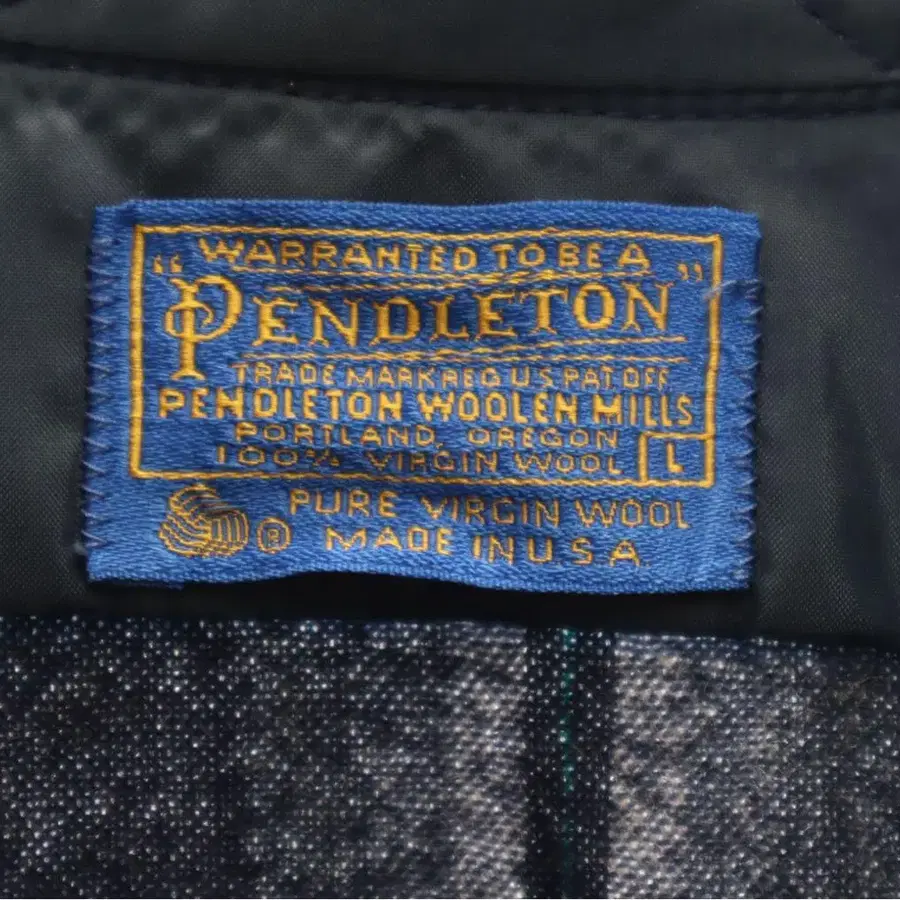 WARRANTED TO BE A
"PENDLETON"
TRADE MARK REG U S PAT. OFF.
PENDLETON WOOLEN MILLS
PORTLAND, OREGON
100% VIRGIN WOOL L
PURE VIRGIN WOOL
® MADE IN U S A